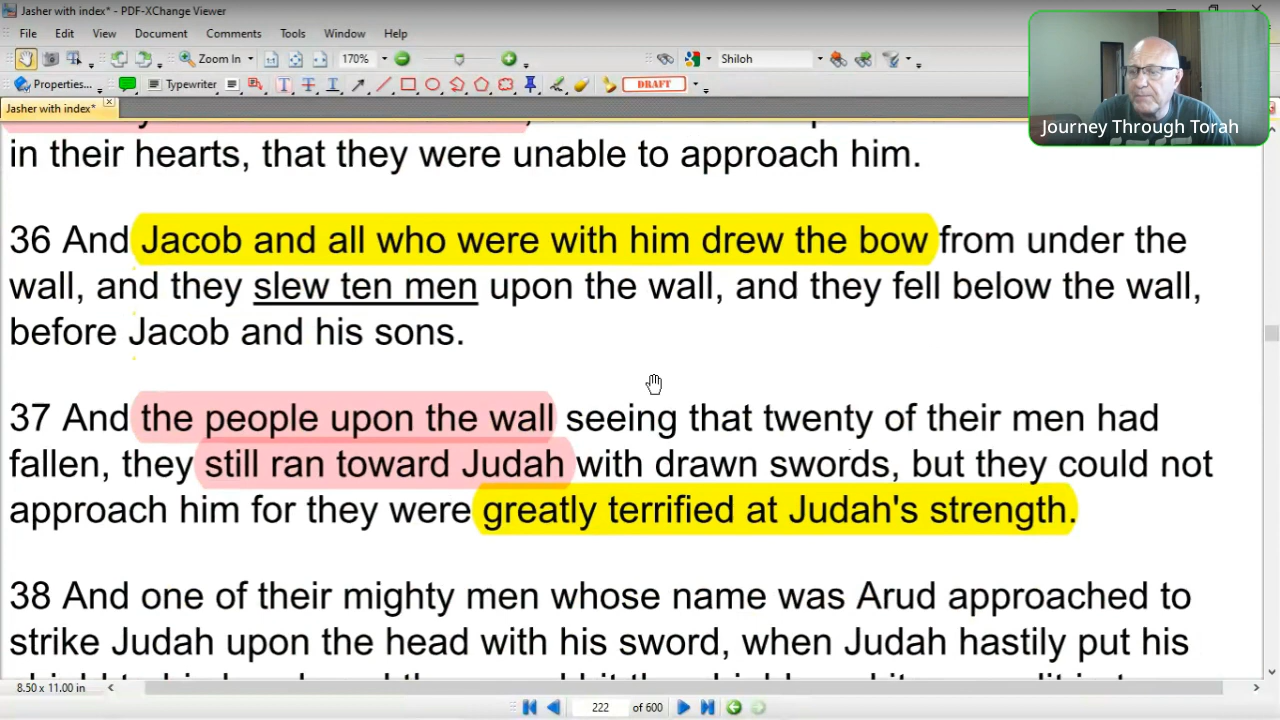 Jasher with index* - PDF-XChange Viewer
File Edit View Document Comments Tools Window Help
Zoom In 170% Shiloh
Properties... Typewriter DRAFT
Jasher with index*
Journey Through Torah
in their hearts, that they were unable to approach him.
36 And Jacob and all who were with him drew the bow from under the
wall, and they slew ten men upon the wall, and they fell below the wall,
before Jacob and his sons.
37 And the people upon the wall seeing that twenty of their men had
fallen, they still ran toward Judah with drawn swords, but they could not
approach him for they were greatly terrified at Judah's strength.
38 And one of their mighty men whose name was Arud approached to
strike Judah upon the head with his sword, when Judah hastily put his
8.50 x 11.00 in
222 of 600